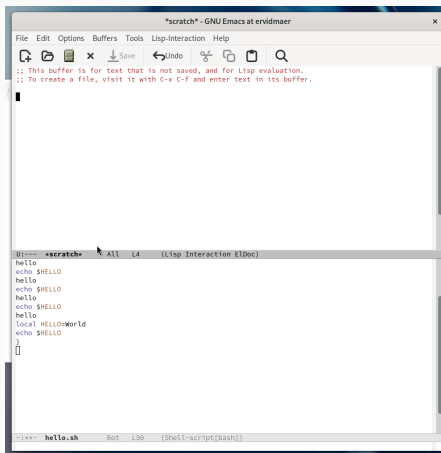 *scratch* - GNU Emacs at ervidmaer
File Edit Options Buffers Tools Lisp-Interaction Help
Save Undo
;; This buffer is for text that is not saved, and for Lisp evaluation.
;; To create a file, visit it with C-x C-f and enter text in its buffer.
U:--- *scratch* All L4 (Lisp Interaction ElDoc)
hello
echo $HELLO
hello
echo $HELLO
hello
echo $HELLO
hello
local HELLO=World
echo $HELLO
}
-:**- hello.sh Bot L30 (Shell-script[bash])